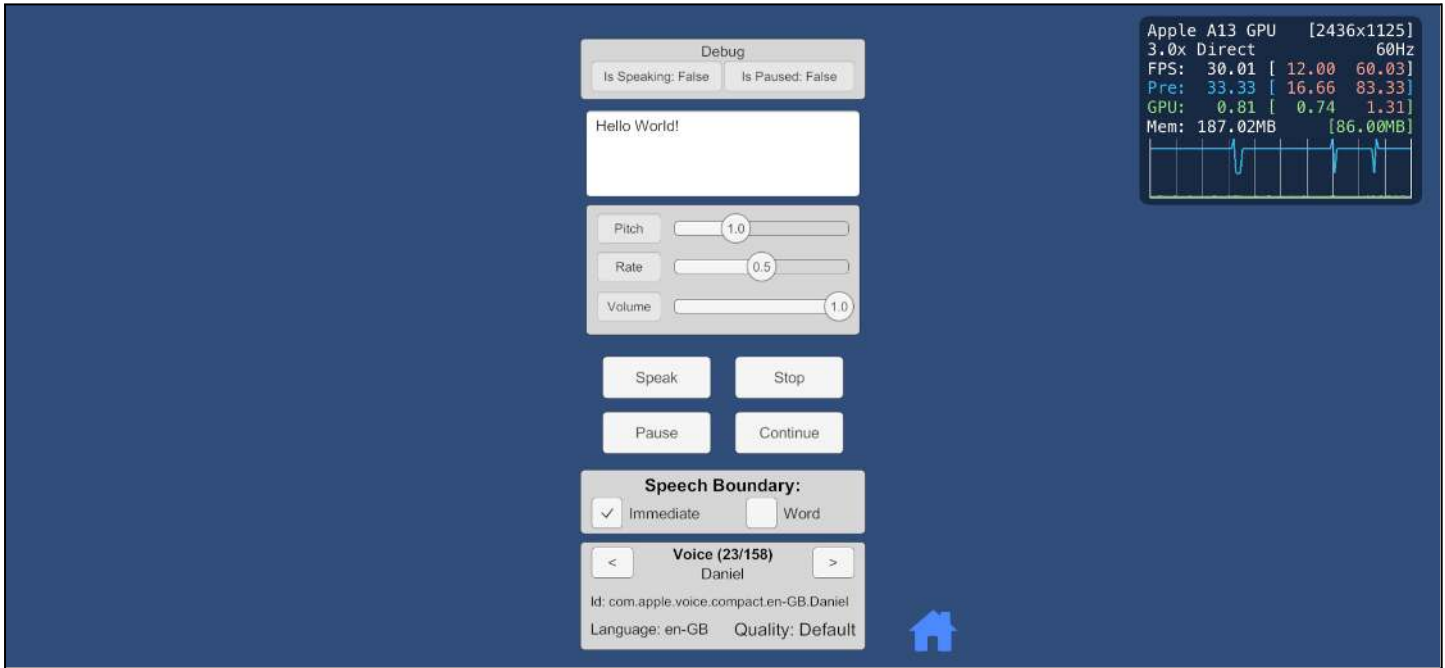 Debug
Is Speaking: False Is Paused: False
Hello World!
Pitch 1.0
Rate 0.5
Volume 1.0
Speak Stop
Pause Continue
Speech Boundary:
✓ Immediate Word
< Voice (23/158) >
Daniel
Id: com.apple.voice.compact.en-GB.Daniel
Language: en-GB Quality: Default
Apple A13 GPU [2436x1125]
3.0x Direct 60Hz
FPS: 30.01 [ 12.00 60.03]
Pre: 33.33 [ 16.66 83.33]
GPU: 0.81 [ 0.74 1.31]
Mem: 187.02MB [86.00MB]